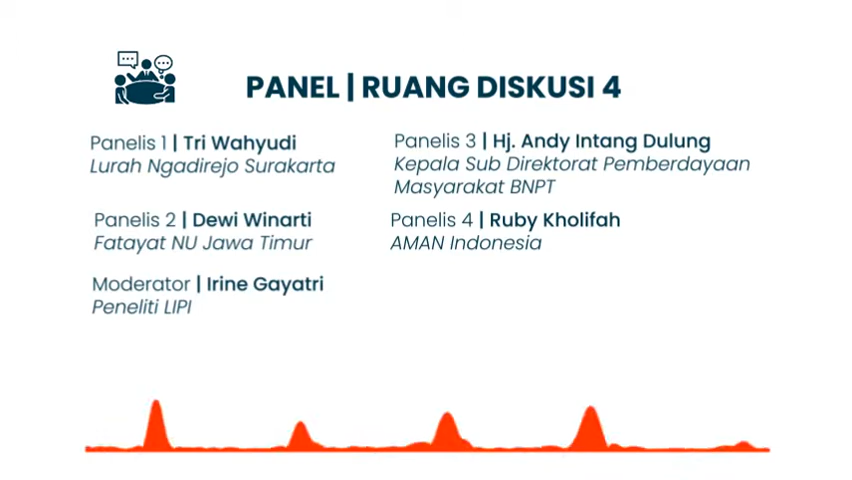 PANEL | RUANG DISKUSI 4
Panelis 1 | Tri Wahyudi
Lurah Ngadirejo Surakarta
Panelis 2 | Dewi Winarti
Fatayat NU Jawa Timur
Moderator | Irine Gayatri
Peneliti LIPI
Panelis 3 | Hj. Andy Intang Dulung
Kepala Sub Direktorat Pemberdayaan
Masyarakat BNPT
Panelis 4 | Ruby Kholifah
AMAN Indonesia